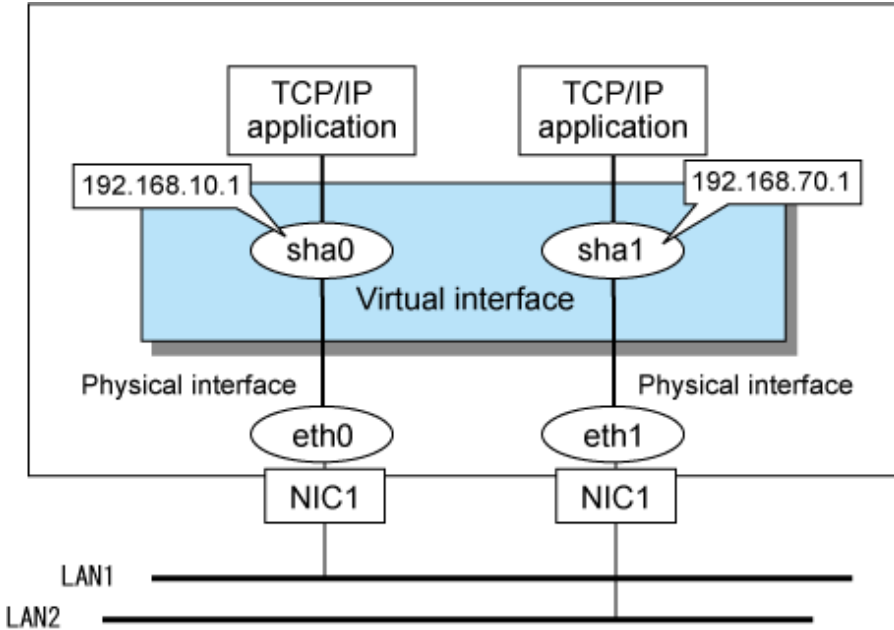 TCP/IP
application
TCP/IP
application
192.168.10.1
192.168.70.1
sha0
sha1
Virtual interface
Physical interface
Physical interface
eth0
eth1
NIC1
NIC1
LAN1
LAN2